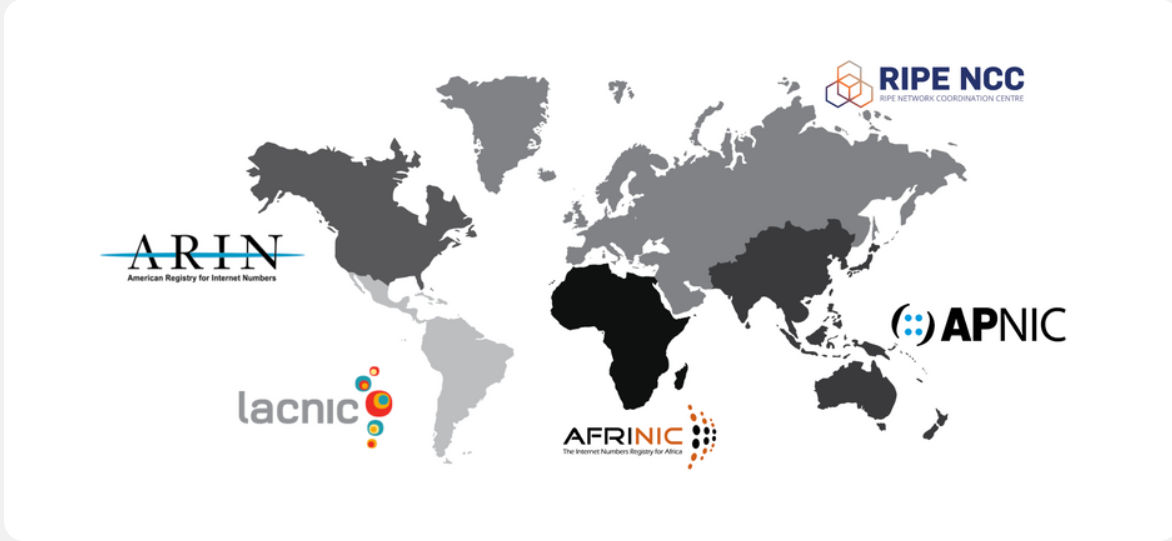 RIPE NCC
RIPE NETWORK COORDINATION CENTRE
ARIN
American Registry for Internet Numbers
APNIC
lacnic
AFRINIC
The Internet Numbers Registry for Africa